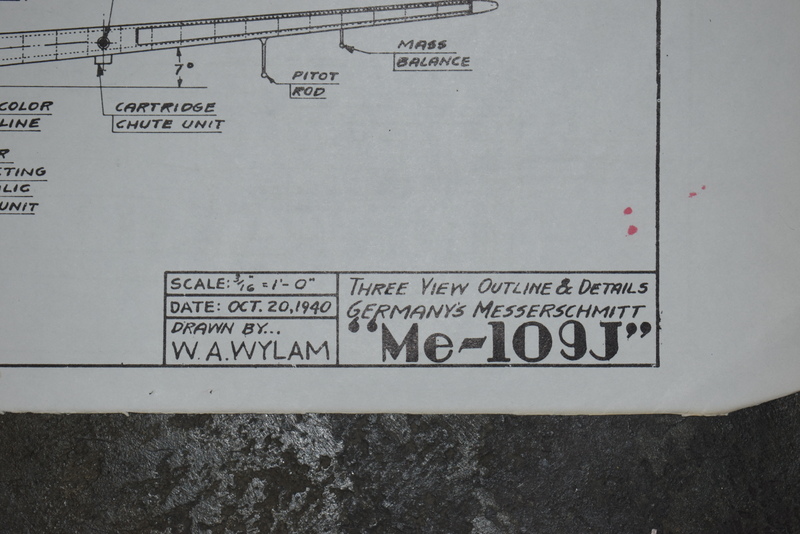 MASS
BALANCE
7°
PITOT
ROD
COLOR
LINE
CARTRIDGE
CHUTE UNIT
R
CTING
LIC
UNIT
SCALE: 3/16" = 1'-0"
DATE: OCT. 20, 1940
DRAWN BY...
W.A.WYLAM
THREE VIEW OUTLINE & DETAILS
GERMANY'S MESSERSCHMITT
"Me-109J"